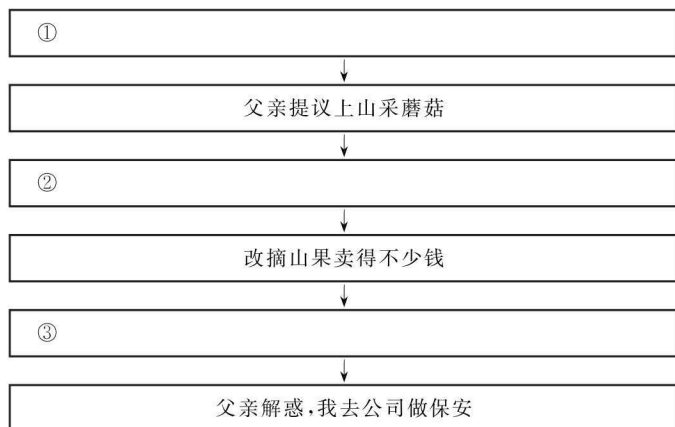 ①
父亲提议上山采蘑菇
②
改摘山果卖得不少钱
③
父亲解惑,我去公司做保安